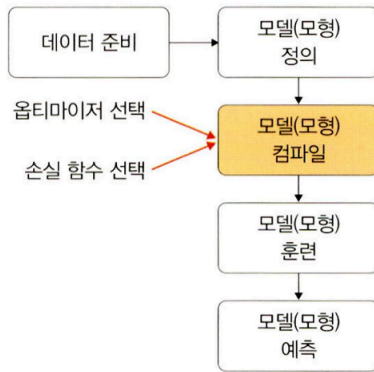 데이터 준비
모델(모형)
정의
옵티마이저 선택
손실 함수 선택
모델(모형)
컴파일
모델(모형)
훈련
모델(모형)
예측